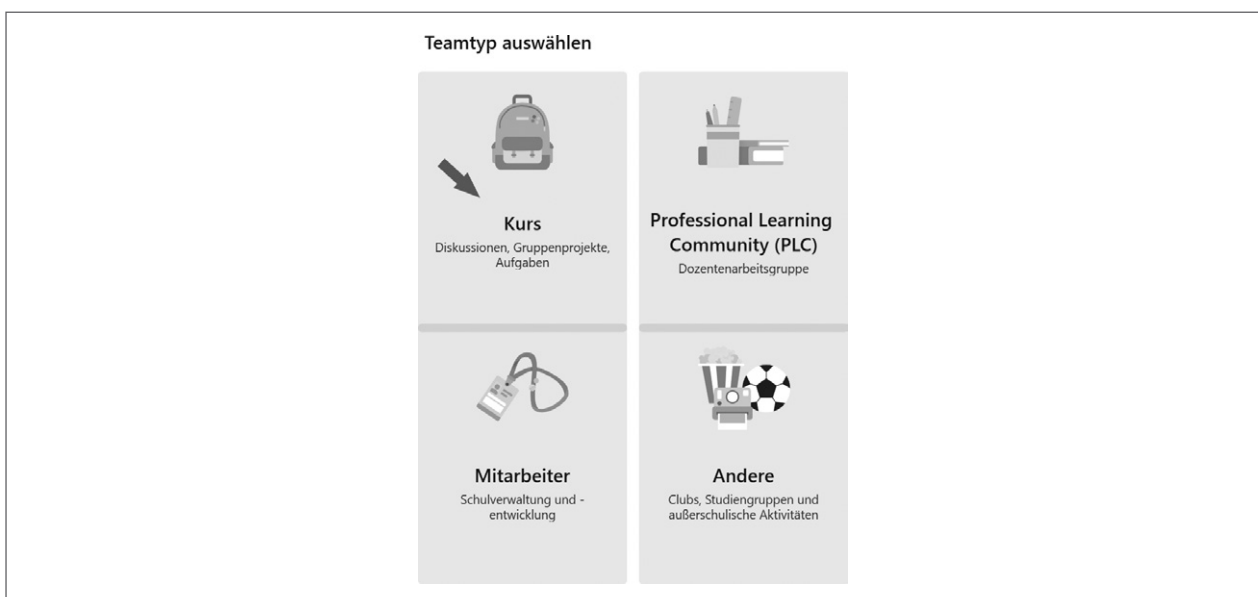 Teamtyp auswählen
Kurs
Diskussionen, Gruppenprojekte,
Aufgaben
Professional Learning
Community (PLC)
Dozentenarbeitsgruppe
Mitarbeiter
Schulverwaltung und -
entwicklung
Andere
Clubs, Studiengruppen und
außerschulische Aktivitäten